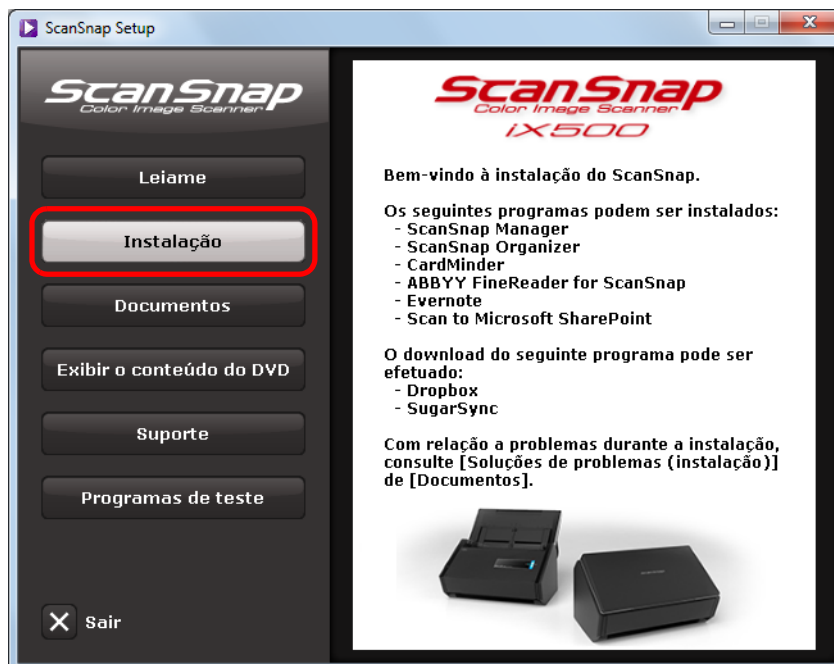 ScanSnap Setup
ScanSnap
Color Image Scanner
Leiame
Instalação
Documentos
Exibir o conteúdo do DVD
Suporte
Programas de teste
Sair
ScanSnap
Color Image Scanner
iX500
Bem-vindo à instalação do ScanSnap.
Os seguintes programas podem ser instalados:
- ScanSnap Manager
- ScanSnap Organizer
- CardMinder
- ABBYY FineReader for ScanSnap
- Evernote
- Scan to Microsoft SharePoint
O download do seguinte programa pode ser
efetuado:
- Dropbox
- SugarSync
Com relação a problemas durante a instalação,
consulte [Soluções de problemas (instalação)]
de [Documentos].